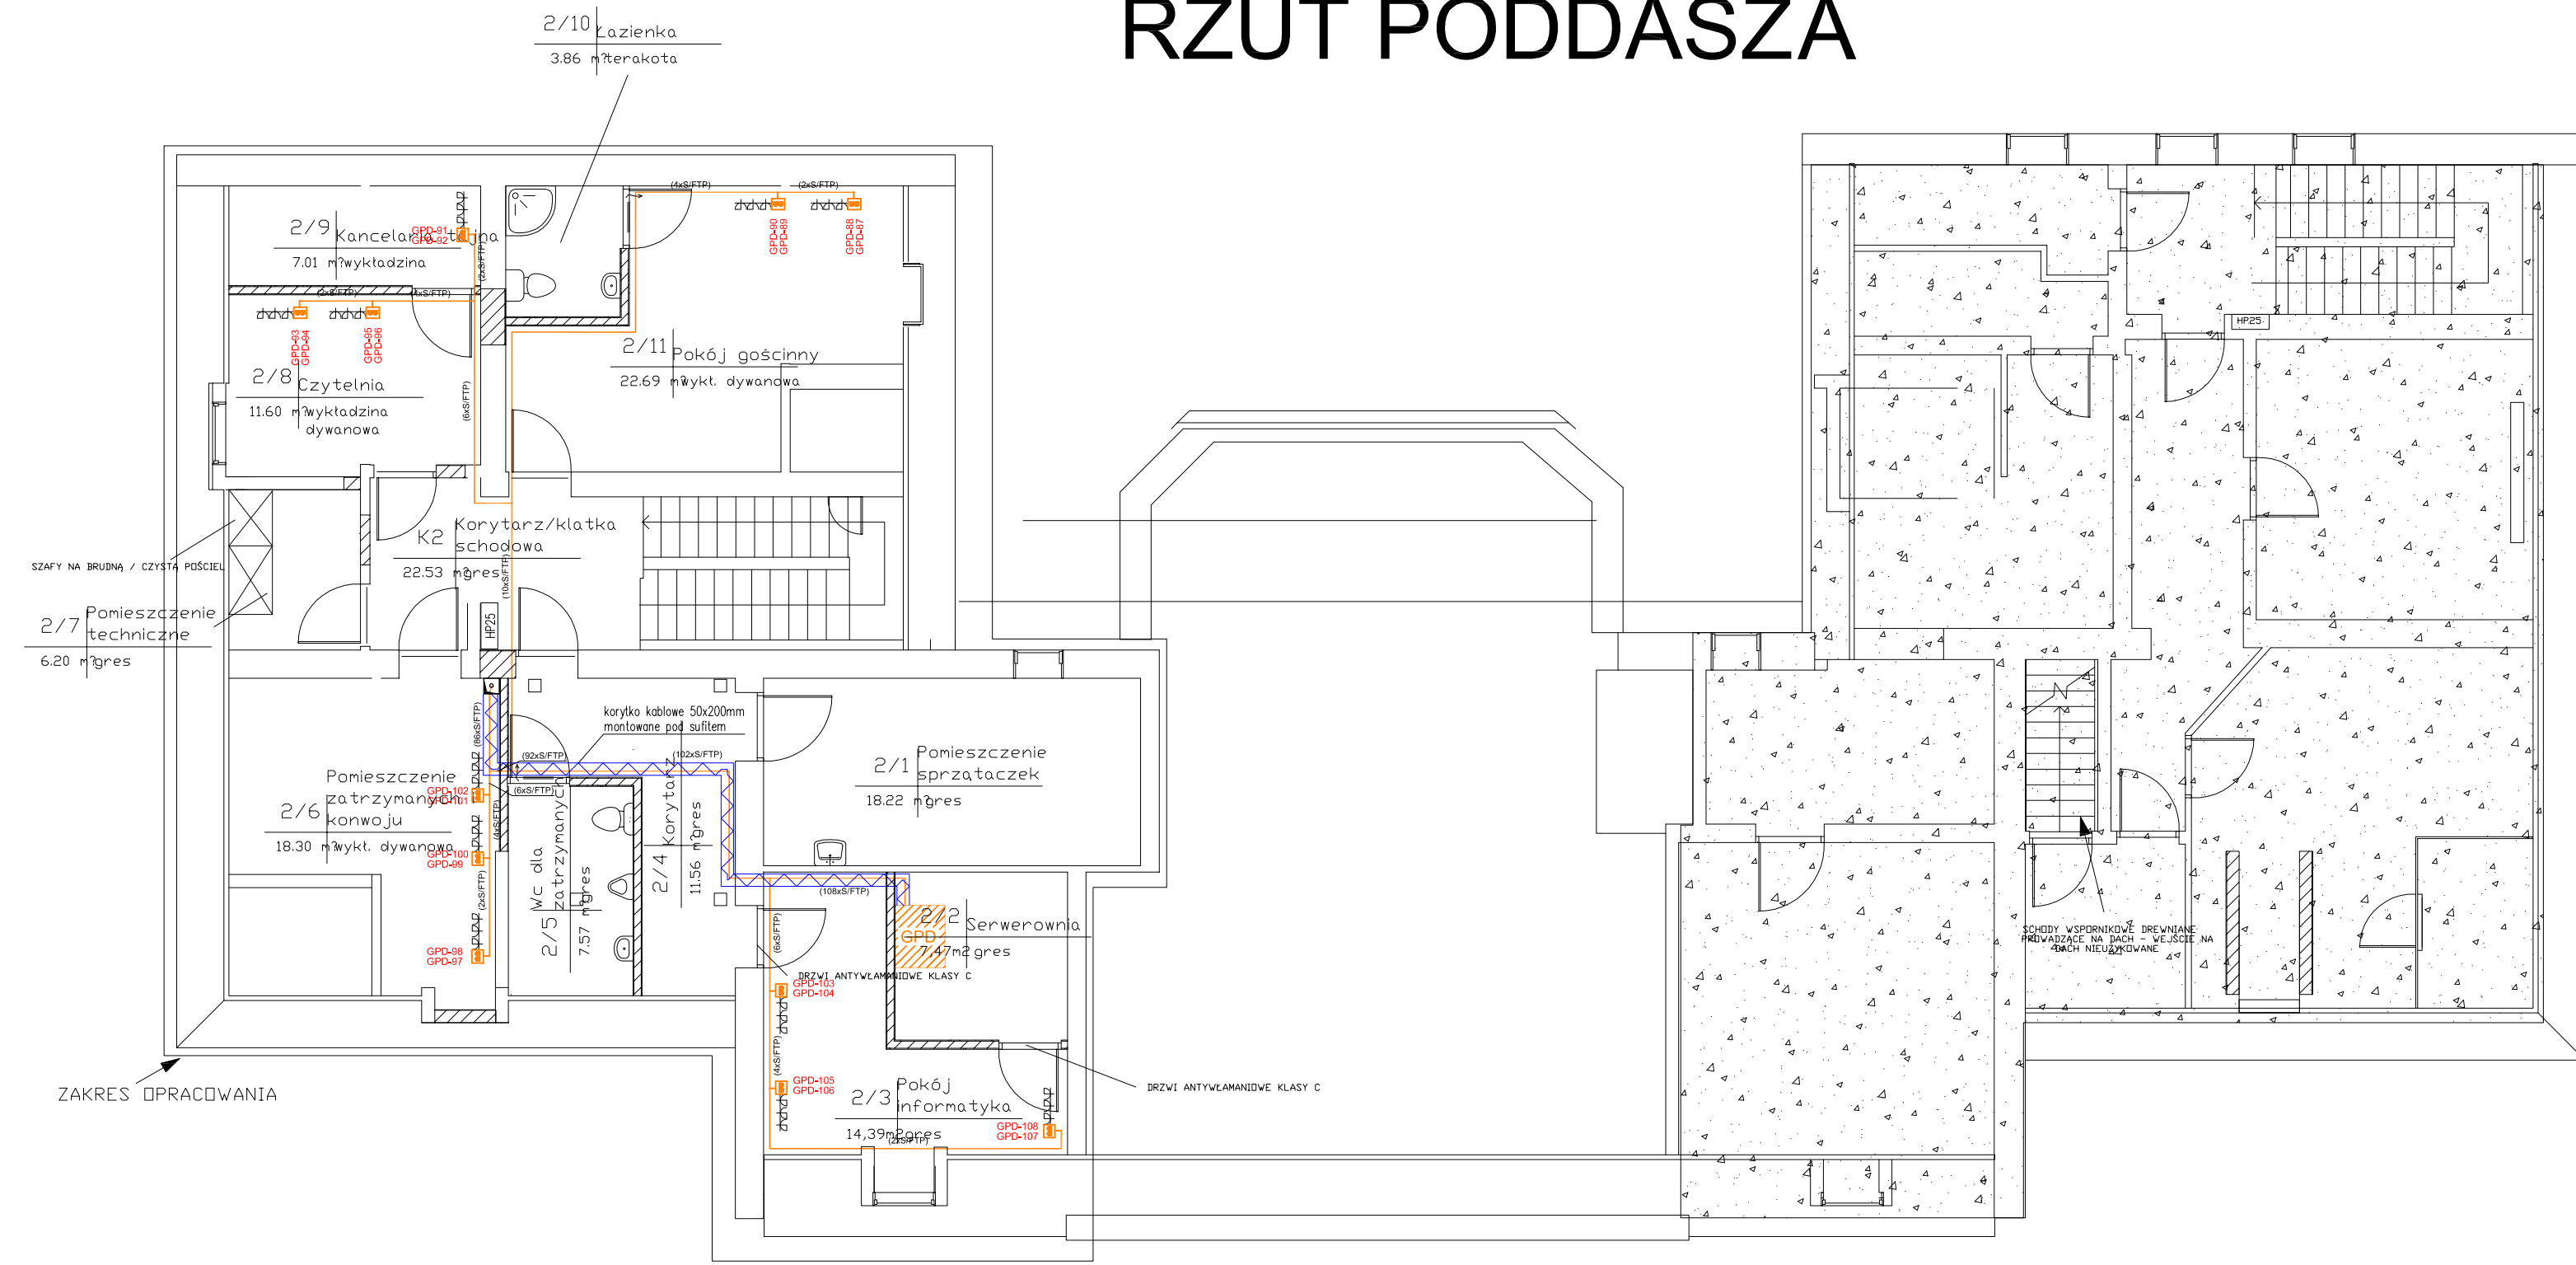 RZUT PODDASZA
2/10 Łazienka
3.86 m? terakota
(4xS/FTP)
(2xS/FTP)
GPD-90
GPD-89
GPD-88
GPD-87
2/9 Kancelaria tajna
7.01 m? wykładzina
GPD-91
GPD-92
(2xS/FTP)
(2xS/FTP)
(4xS/FTP)
GPD-93
GPD-94
GPD-95
GPD-96
2/8 Czytelnia
11.60 m? wykładzina
dywanowa
(6xS/FTP)
2/11 Pokój gościnny
22.69 m? wykł. dywanowa
HP25
K2 Korytarz/klatka
schodowa
22.53 m? gres
(10xS/FTP)
SZAFY NA BRUDNĄ / CZYSTĄ POŚCIEL
2/7 Pomieszczenie
techniczne
6.20 m? gres
HP25
korytko kablowe 50x200mm
montowane pod sufitem
(86xS/FTP)
(92xS/FTP)
(102xS/FTP)
(6xS/FTP)
(4xS/FTP)
2/1 Pomieszczenie
sprzątaczek
18.22 m? gres
2/6 Pomieszczenie
zatrzymanych
konwoju
18.30 m? wykł. dywanowa
GPD-102
GPD-101
GPD-100
GPD-99
(2xS/FTP)
GPD-98
GPD-97
2/5 Wc dla
zatrzymanych
7.57 m? gres
2/4 Korytarz
11.56 m? gres
(108xS/FTP)
2/2 Serwerownia
7,47m2 gres
GPD
(6xS/FTP)
DRZWI ANTYWŁAMANIOWE KLASY C
GPD-103
GPD-104
(4xS/FTP)
GPD-105
GPD-106
2/3 Pokój
informatyka
14,39m2 gres
(2xS/FTP)
GPD-108
GPD-107
DRZWI ANTYWŁAMANIOWE KLASY C
ZAKRES OPRACOWANIA
SCHODY WSPORNIKOWE DREWNIANE
PROWADZĄCE NA DACH - WEJŚCIE NA
DACH NIEUŻYKOWANE